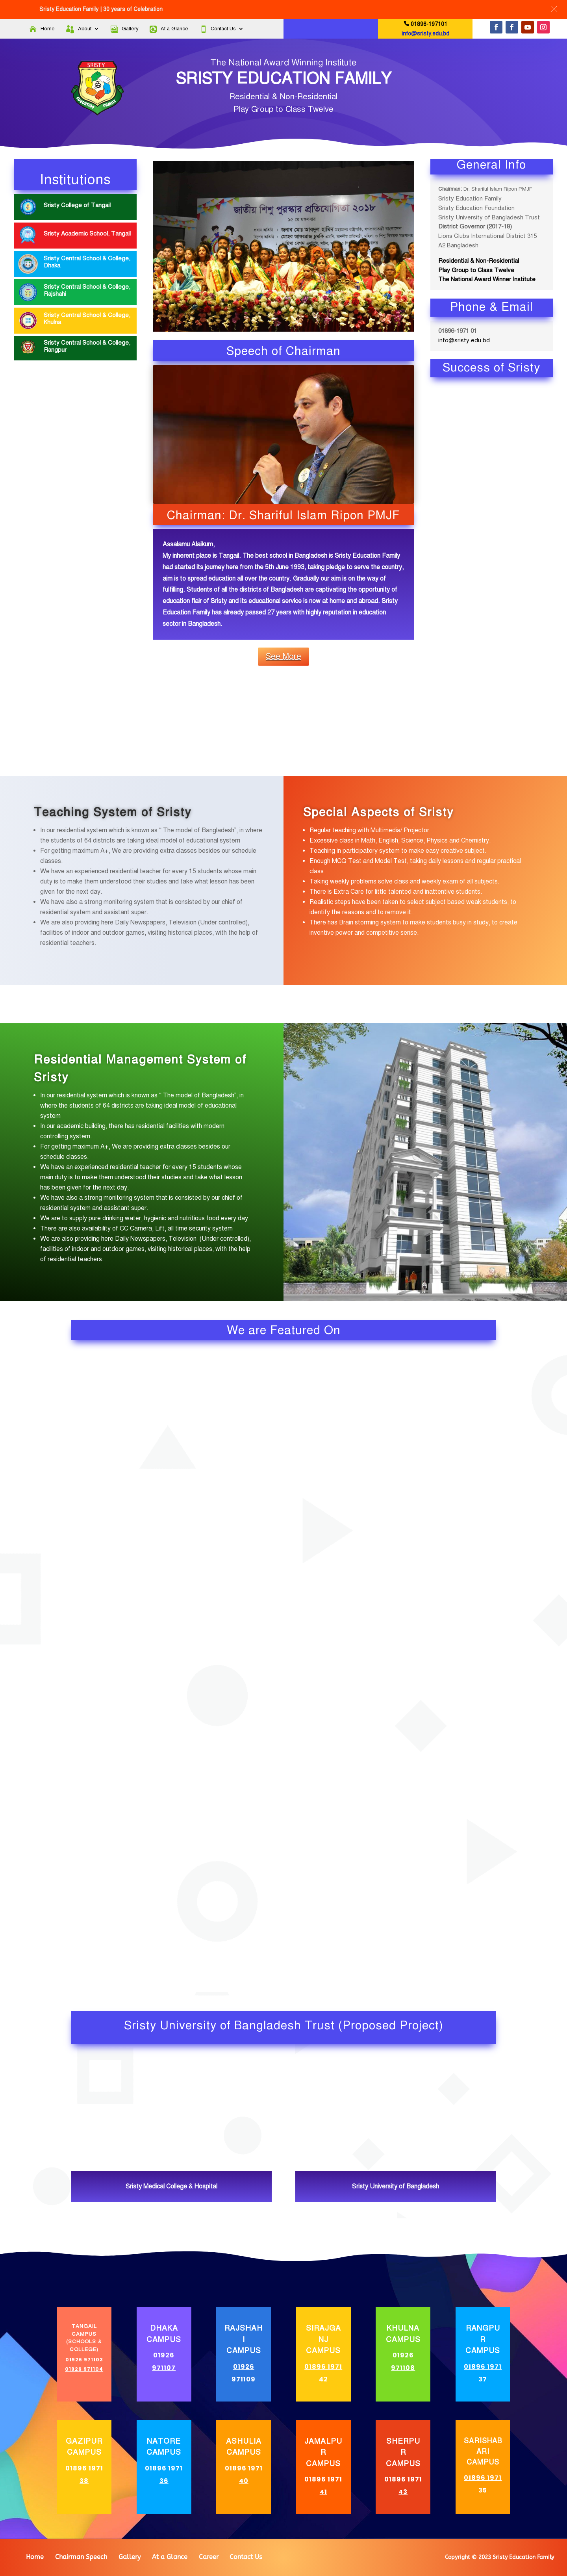 Sristy Education Family | 30 years of Celebration
Home
About
Gallery
At a Glance
Contact Us
01896-197101
info@sristy.edu.bd
The National Award Winning Institute
SRISTY EDUCATION FAMILY
Residential & Non-Residential
Play Group to Class Twelve
Institutions
Sristy College of Tangail
Sristy Academic School, Tangail
Sristy Central School & College,
Dhaka
Sristy Central School & College,
Rajshahi
Sristy Central School & College,
Khulna
Sristy Central School & College,
Rangpur
জাতীয় শিশু পুরস্কার প্রতিযোগিতা ২০১৮
Speech of Chairman
Chairman: Dr. Shariful Islam Ripon PMJF
Assalamu Alaikum,
My inherent place is Tangail. The best school in Bangladesh is Sristy Education Family
had started its journey here from the 5th June 1993, taking pledge to serve the country,
aim is to spread education all over the country. Gradually our aim is on the way of
fulfilling. Students of all the districts of Bangladesh are captivating the opportunity of
education flair of Sristy and its educational service is now at home and abroad. Sristy
Education Family has already passed 27 years with highly reputation in education
sector in Bangladesh.
See More
General Info
Chairman: Dr. Shariful Islam Ripon PMJF
Sristy Education Family
Sristy Education Foundation
Sristy University of Bangladesh Trust
District Governor (2017-18)
Lions Clubs International District 315
A2 Bangladesh
Residential & Non-Residential
Play Group to Class Twelve
The National Award Winner Institute
Phone & Email
01896-1971 01
info@sristy.edu.bd
Success of Sristy
Teaching System of Sristy
In our residential system which is known as " The model of Bangladesh", in where
the students of 64 districts are taking ideal model of educational system
For getting maximum A+, We are providing extra classes besides our schedule
classes.
We have an experienced residential teacher for every 15 students whose main
duty is to make them understood their studies and take what lesson has been
given for the next day.
We have also a strong monitoring system that is consisted by our chief of
residential system and assistant super.
We are also providing here Daily Newspapers, Television (Under controlled),
facilities of indoor and outdoor games, visiting historical places, with the help of
residential teachers.
Special Aspects of Sristy
Regular teaching with Multimedia/ Projector
Excessive class in Math, English, Science, Physics and Chemistry.
Teaching in participatory system to make easy creative subject.
Enough MCQ Test and Model Test, taking daily lessons and regular practical
class
Taking weekly problems solve class and weekly exam of all subjects.
There is Extra Care for little talented and inattentive students.
Realistic steps have been taken to select subject based weak students, to
identify the reasons and to remove it.
There has Brain storming system to make students busy in study, to create
inventive power and competitive sense.
Residential Management System of
Sristy
In our residential system which is known as " The model of Bangladesh", in
where the students of 64 districts are taking ideal model of educational
system
In our academic building, there has residential facilities with modern
controlling system.
For getting maximum A+, We are providing extra classes besides our
schedule classes.
We have an experienced residential teacher for every 15 students whose
main duty is to make them understood their studies and take what lesson
has been given for the next day.
We have also a strong monitoring system that is consisted by our chief of
residential system and assistant super.
We are to supply pure drinking water, hygienic and nutritious food every day.
There are also availability of CC Camera, Lift, all time security system
We are also providing here Daily Newspapers, Television (Under controlled),
facilities of indoor and outdoor games, visiting historical places, with the help
of residential teachers.
We are Featured On
Sristy University of Bangladesh Trust (Proposed Project)
Sristy Medical College & Hospital
Sristy University of Bangladesh
TANGAIL
CAMPUS
(SCHOOLS &
COLLEGE)
01926 971103
01926 971104
DHAKA
CAMPUS
01926
971107
RAJSHAH
I
CAMPUS
01926
971109
SIRAJGA
NJ
CAMPUS
01896 1971
42
KHULNA
CAMPUS
01926
971108
RANGPU
R
CAMPUS
01896 1971
37
GAZIPUR
CAMPUS
01896 1971
38
NATORE
CAMPUS
01896 1971
36
ASHULIA
CAMPUS
01896 1971
40
JAMALPU
R
CAMPUS
01896 1971
41
SHERPU
R
CAMPUS
01896 1971
43
SARISHAB
ARI
CAMPUS
01896 1971
35
Home
Chairman Speech
Gallery
At a Glance
Career
Contact Us
Copyright © 2023 Sristy Education Family